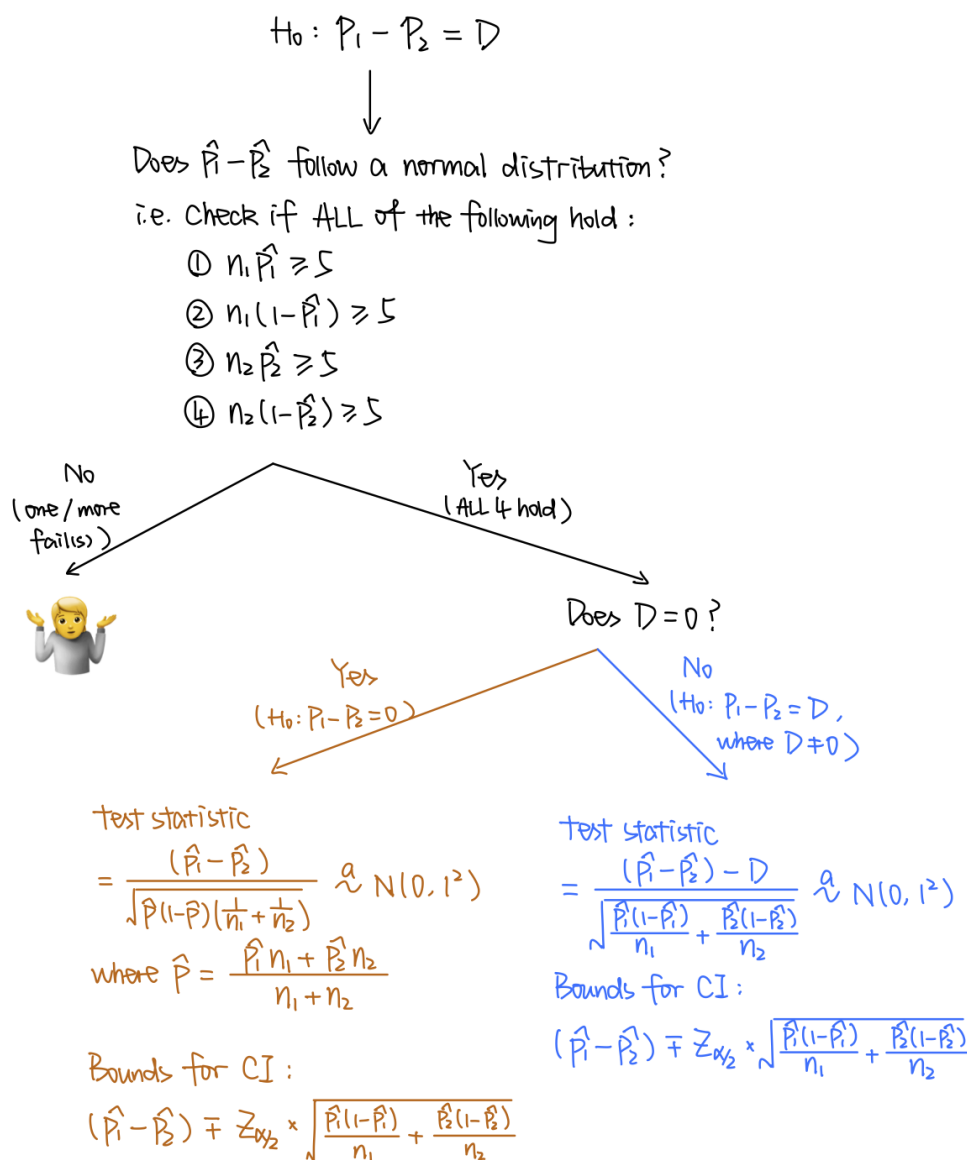 H₀ : P₁ − P₂ = D
Does p̂₁ − p̂₂ follow a normal distribution?
i.e. Check if ALL of the following hold :
① n₁p̂₁ ⩾ 5
② n₁(1−p̂₁) ⩾ 5
③ n₂p̂₂ ⩾ 5
④ n₂(1−p̂₂) ⩾ 5
No
(one/more
fail(s))
Yes
(ALL 4 hold)
Does D = 0 ?
Yes
(H₀: P₁ − P₂ = 0)
No
(H₀: P₁ − P₂ = D,
where D ≠ 0)
test statistic
= (p̂₁ − p̂₂) / √(p̂(1−p̂)(1/n₁ + 1/n₂)) ᵃ~ N(0, 1²)
where p̂ = (p̂₁n₁ + p̂₂n₂) / (n₁ + n₂)
Bounds for CI :
(p̂₁ − p̂₂) ∓ Z_α/2 × √(p̂₁(1−p̂₁)/n₁ + p̂₂(1−p̂₂)/n₂)
test statistic
= ((p̂₁ − p̂₂) − D) / √(p̂₁(1−p̂₁)/n₁ + p̂₂(1−p̂₂)/n₂) ᵃ~ N(0, 1²)
Bounds for CI :
(p̂₁ − p̂₂) ∓ Z_α/2 × √(p̂₁(1−p̂₁)/n₁ + p̂₂(1−p̂₂)/n₂)